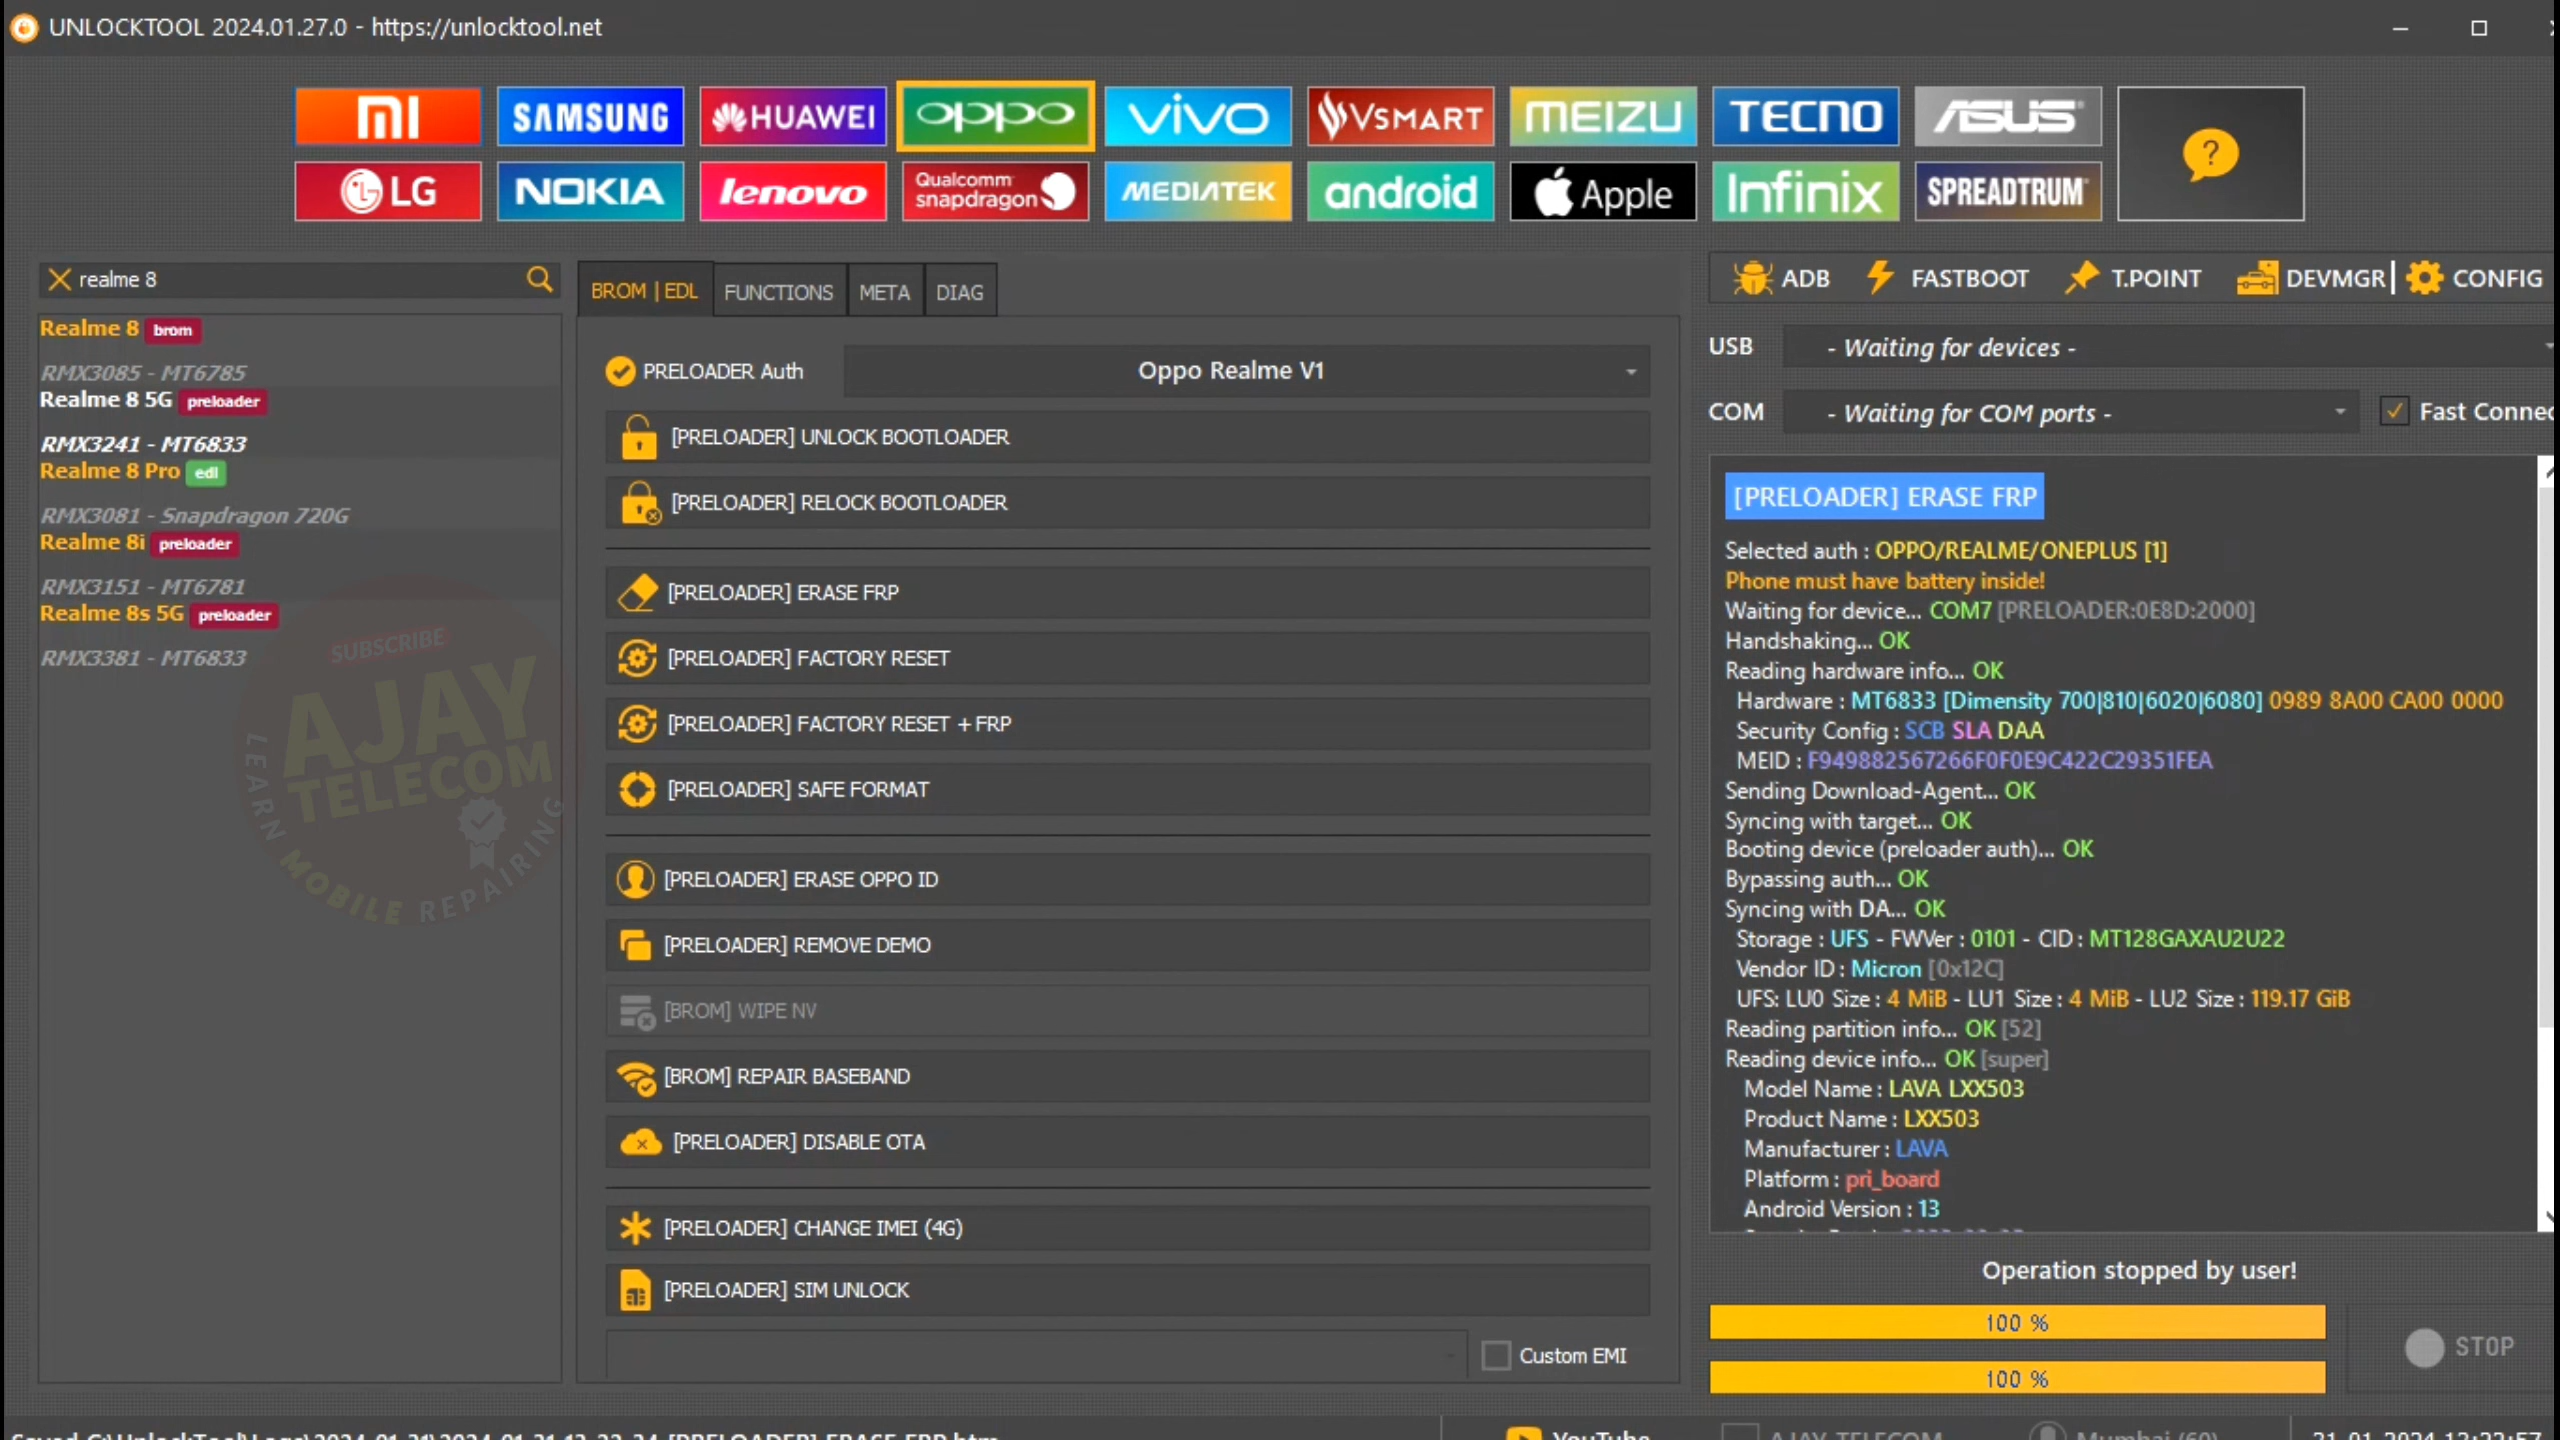 UNLOCKTOOL 2024.01.27.0 - https://unlocktool.net
MI SAMSUNG HUAWEI oppo vivo VSMART MEIZU TECNO ASUS
?
LG NOKIA lenovo Qualcomm snapdragon MEDIATEK android Apple Infinix SPREADTRUM
realme 8
Realme 8 brom
RMX3085 - MT6785
Realme 8 5G preloader
RMX3241 - MT6833
Realme 8 Pro edl
RMX3081 - Snapdragon 720G
Realme 8i preloader
RMX3151 - MT6781
Realme 8s 5G preloader
RMX3381 - MT6833
SUBSCRIBE
AJAY
TELECOM
LEARN MOBILE REPAIRING
BROM | EDL FUNCTIONS META DIAG
PRELOADER Auth Oppo Realme V1
[PRELOADER] UNLOCK BOOTLOADER
[PRELOADER] RELOCK BOOTLOADER
[PRELOADER] ERASE FRP
[PRELOADER] FACTORY RESET
[PRELOADER] FACTORY RESET + FRP
[PRELOADER] SAFE FORMAT
[PRELOADER] ERASE OPPO ID
[PRELOADER] REMOVE DEMO
[BROM] WIPE NV
[BROM] REPAIR BASEBAND
[PRELOADER] DISABLE OTA
[PRELOADER] CHANGE IMEI (4G)
[PRELOADER] SIM UNLOCK
Custom EMI
ADB FASTBOOT T.POINT DEVMGR CONFIG
USB - Waiting for devices -
COM - Waiting for COM ports - Fast Connec
[PRELOADER] ERASE FRP
Selected auth : OPPO/REALME/ONEPLUS [1]
Phone must have battery inside!
Waiting for device... COM7 [PRELOADER:0E8D:2000]
Handshaking... OK
Reading hardware info... OK
Hardware : MT6833 [Dimensity 700|810|6020|6080] 0989 8A00 CA00 0000
Security Config : SCB SLA DAA
MEID : F949882567266F0F0E9C422C29351FEA
Sending Download-Agent... OK
Syncing with target... OK
Booting device (preloader auth)... OK
Bypassing auth... OK
Syncing with DA... OK
Storage : UFS - FWVer : 0101 - CID : MT128GAXAU2U22
Vendor ID : Micron [0x12C]
UFS: LU0 Size : 4 MiB - LU1 Size : 4 MiB - LU2 Size : 119.17 GiB
Reading partition info... OK [52]
Reading device info... OK [super]
Model Name : LAVA LXX503
Product Name : LXX503
Manufacturer : LAVA
Platform : pri_board
Android Version : 13
Operation stopped by user!
100 %
100 %
STOP
YouTube AJAY-TELECOM